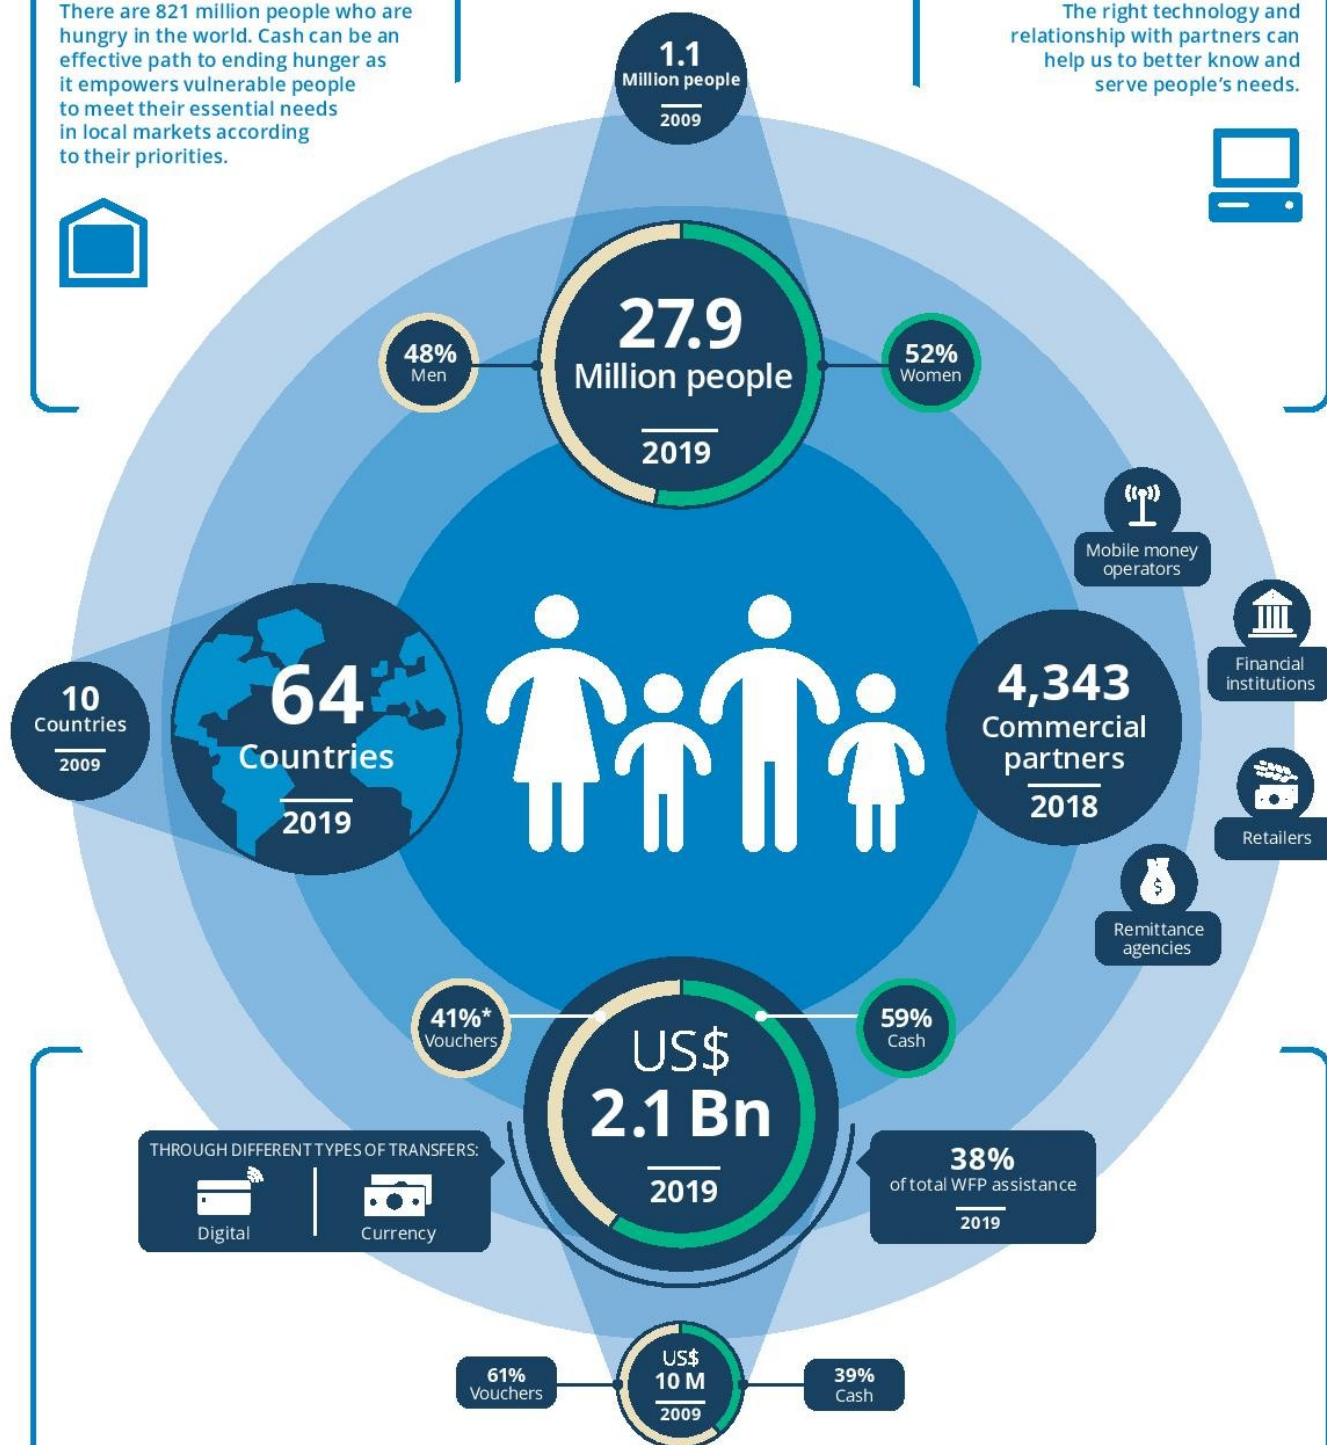 There are 821 million people who are
hungry in the world. Cash can be an
effective path to ending hunger as
it empowers vulnerable people
to meet their essential needs
in local markets according
to their priorities.
The right technology and
relationship with partners can
help us to better know and
serve people's needs.
1.1
Million people
2009
27.9
Million people
2019
48%
Men
52%
Women
Mobile money
operators
Financial
institutions
10
Countries
2009
64
Countries
2019
4,343
Commercial
partners
2018
Retailers
Remittance
agencies
41%*
Vouchers
59%
Cash
US$
2.1 Bn
2019
THROUGH DIFFERENT TYPES OF TRANSFERS:
Digital
Currency
38%
of total WFP assistance
2019
61%
Vouchers
US$
10 M
2009
39%
Cash